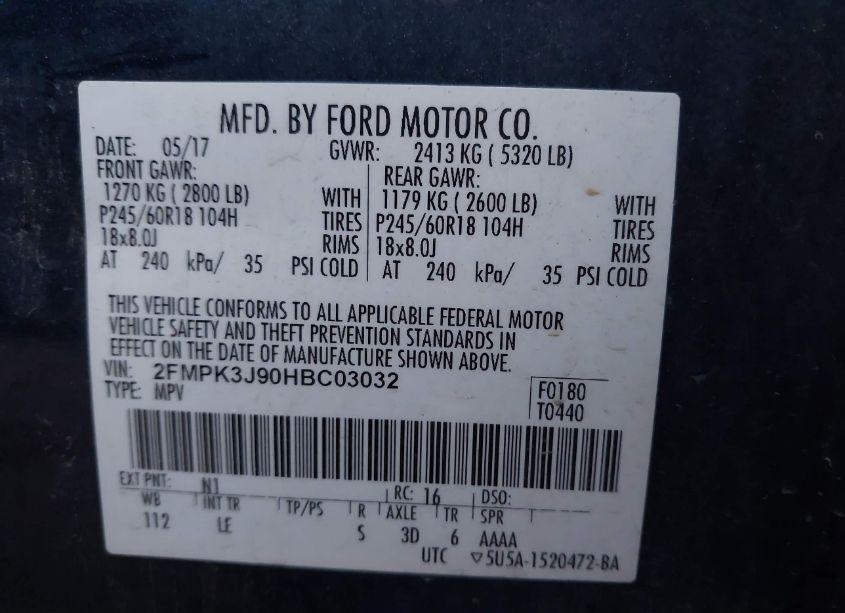 MFD. BY FORD MOTOR CO.
DATE: 05/17 GVWR: 2413 KG ( 5320 LB)
FRONT GAWR: REAR GAWR:
1270 KG ( 2800 LB) WITH 1179 KG ( 2600 LB) WITH
P245/60R18 104H TIRES P245/60R18 104H TIRES
18x8.0J RIMS 18x8.0J RIMS
AT 240 kPa/ 35 PSI COLD AT 240 kPa/ 35 PSI COLD
THIS VEHICLE CONFORMS TO ALL APPLICABLE FEDERAL MOTOR
VEHICLE SAFETY AND THEFT PREVENTION STANDARDS IN
EFFECT ON THE DATE OF MANUFACTURE SHOWN ABOVE.
VIN: 2FMPK3J90HBC03032
TYPE: MPV F0180
T0440
EXT PNT: N1 RC: 16 DSO:
WB INT TR TP/PS R AXLE TR SPR
112 LE S 3D 6 AAAA
UTC ▽5U5A-1520472-BA